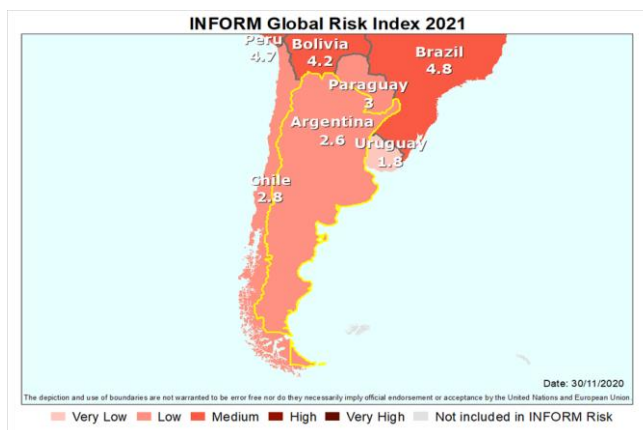 INFORM Global Risk Index 2021
Peru
4.7
Bolivia
4.2
Brazil
4.8
Paraguay
3
Argentina
2.6
Uruguay
1.8
Chile
2.8
Date: 30/11/2020
The depiction and use of boundaries are not warranted to be error free nor do they necessarily imply official endorsement or acceptance by the United Nations and European Union.
Very Low Low Medium High Very High Not included in INFORM Risk